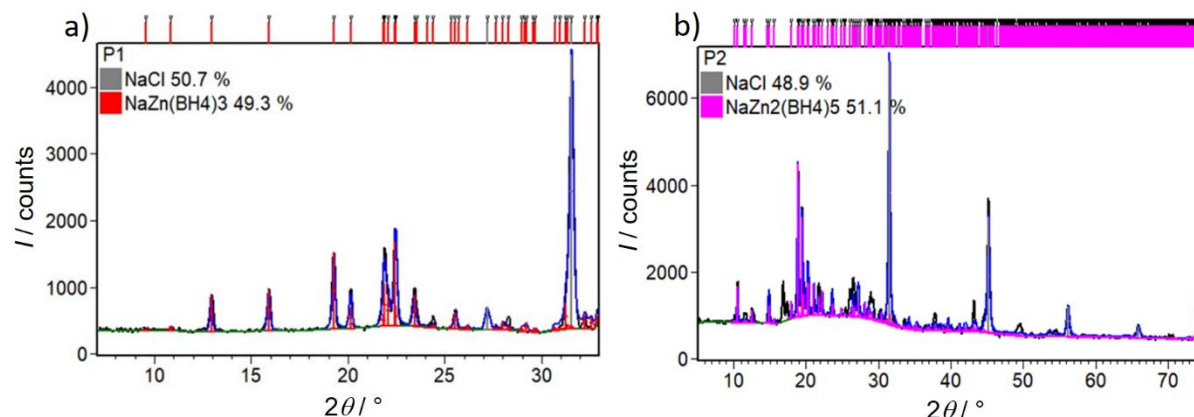 a)
P1
NaCl 50.7 %
NaZn(BH4)3 49.3 %
4000
3000
2000
1000
0
I / counts
10
20
30
2θ / °
b)
P2
NaCl 48.9 %
NaZn2(BH4)5 51.1 %
6000
4000
2000
0
I / counts
10
20
30
40
50
60
70
2θ / °